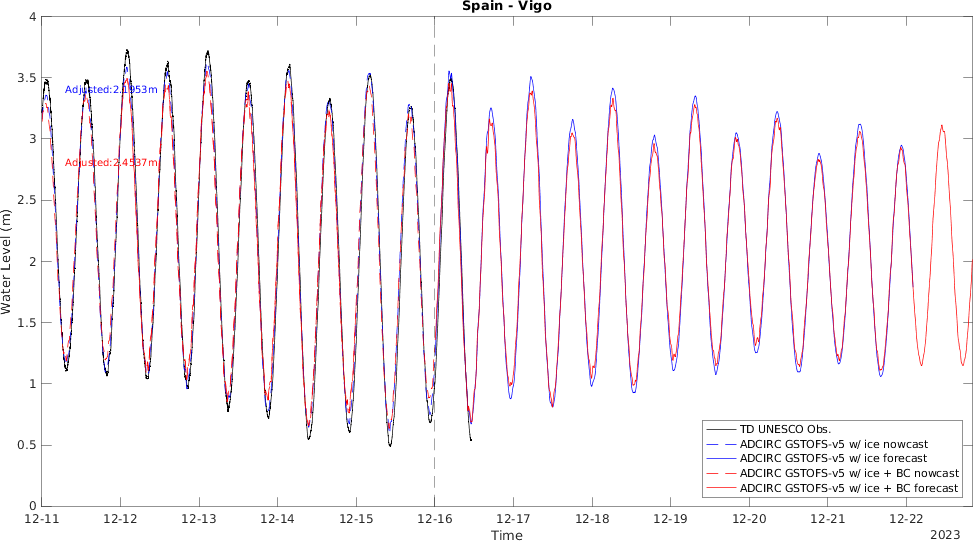 Spain - Vigo
4
3.5
3
2.5
2
1.5
1
0.5
0
Water Level (m)
Adjusted:2.1953m
Adjusted:2.4537m
TD UNESCO Obs.
ADCIRC GSTOFS-v5 w/ ice nowcast
ADCIRC GSTOFS-v5 w/ ice forecast
ADCIRC GSTOFS-v5 w/ ice + BC nowcast
ADCIRC GSTOFS-v5 w/ ice + BC forecast
12-11 12-12 12-13 12-14 12-15 12-16 12-17 12-18 12-19 12-20 12-21 12-22
Time
2023